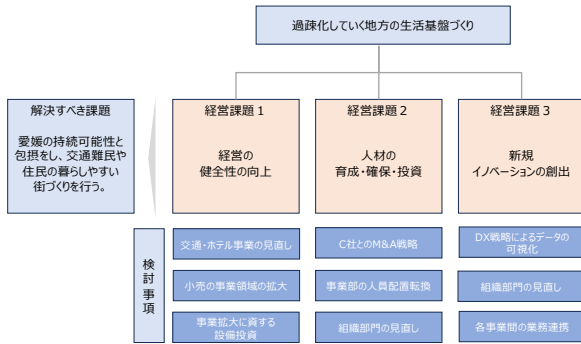 過疎化していく地方の生活基盤づくり
解決すべき課題
愛媛の持続可能性と
包摂をし、交通難民や
住民の暮らしやすい
街づくりを行う。
経営課題1
経営の
健全性の向上
経営課題2
人材の
育成・確保・投資
経営課題3
新規
イノベーションの創出
検討事項
交通・ホテル事業の見直し
小売の事業領域の拡大
事業拡大に資する
設備投資
C社とのM&A戦略
事業部の人員配置転換
組織部門の見直し
DX戦略によるデータの
可視化
組織部門の見直し
各事業間の業務連携